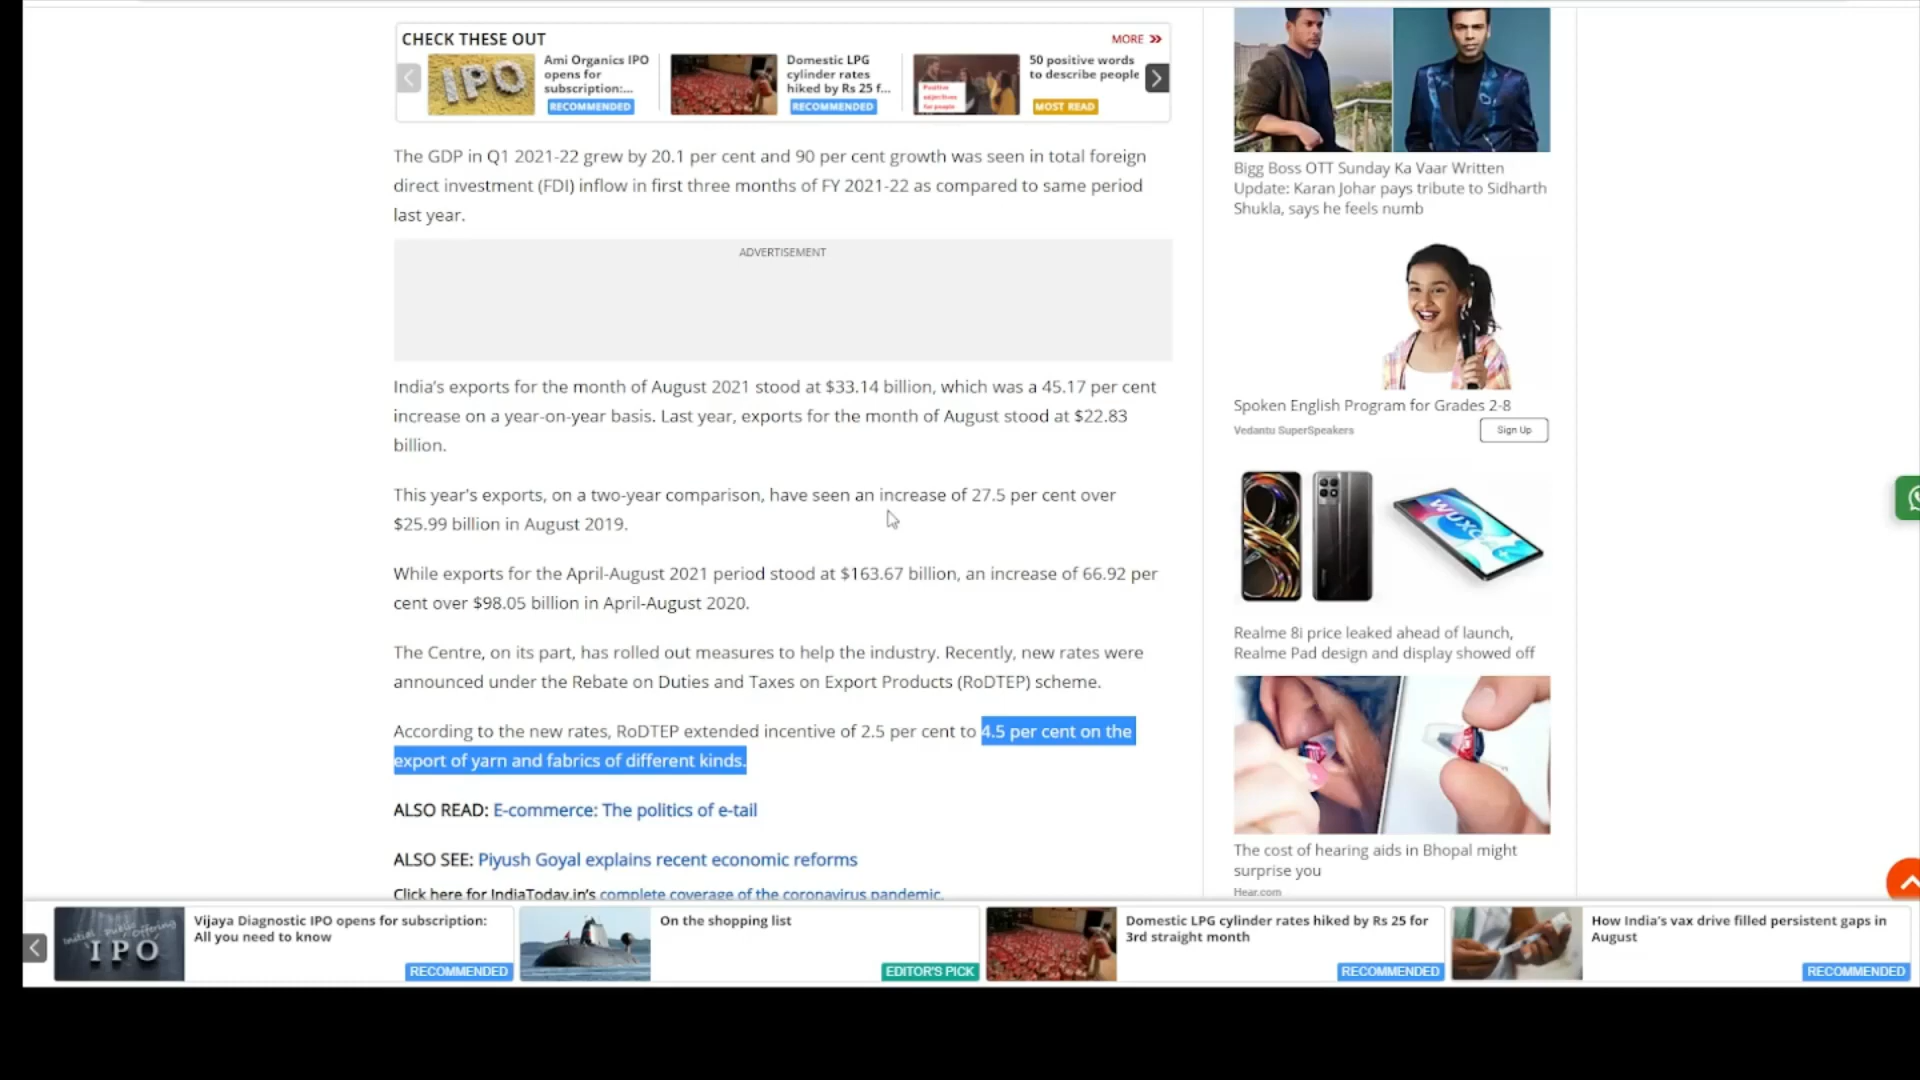 CHECK THESE OUT
MORE
IPO
Ami Organics IPO
opens for
subscription:...
RECOMMENDED
Domestic LPG
cylinder rates
hiked by Rs 25 f...
RECOMMENDED
Positive
adjectives
for people
50 positive words
to describe people
MOST READ
The GDP in Q1 2021-22 grew by 20.1 per cent and 90 per cent growth was seen in total foreign
direct investment (FDI) inflow in first three months of FY 2021-22 as compared to same period
last year.
ADVERTISEMENT
India's exports for the month of August 2021 stood at $33.14 billion, which was a 45.17 per cent
increase on a year-on-year basis. Last year, exports for the month of August stood at $22.83
billion.
This year's exports, on a two-year comparison, have seen an increase of 27.5 per cent over
$25.99 billion in August 2019.
While exports for the April-August 2021 period stood at $163.67 billion, an increase of 66.92 per
cent over $98.05 billion in April-August 2020.
The Centre, on its part, has rolled out measures to help the industry. Recently, new rates were
announced under the Rebate on Duties and Taxes on Export Products (RoDTEP) scheme.
According to the new rates, RoDTEP extended incentive of 2.5 per cent to 4.5 per cent on the
export of yarn and fabrics of different kinds.
ALSO READ: E-commerce: The politics of e-tail
ALSO SEE: Piyush Goyal explains recent economic reforms
Click here for IndiaToday.in's complete coverage of the coronavirus pandemic.
Bigg Boss OTT Sunday Ka Vaar Written
Update: Karan Johar pays tribute to Sidharth
Shukla, says he feels numb
Spoken English Program for Grades 2-8
Vedantu SuperSpeakers
Sign Up
Realme 8i price leaked ahead of launch,
Realme Pad design and display showed off
The cost of hearing aids in Bhopal might
surprise you
Hear.com
Initial Public Offering
IPO
Vijaya Diagnostic IPO opens for subscription:
All you need to know
RECOMMENDED
On the shopping list
EDITOR'S PICK
Domestic LPG cylinder rates hiked by Rs 25 for
3rd straight month
RECOMMENDED
How India's vax drive filled persistent gaps in
August
RECOMMENDED